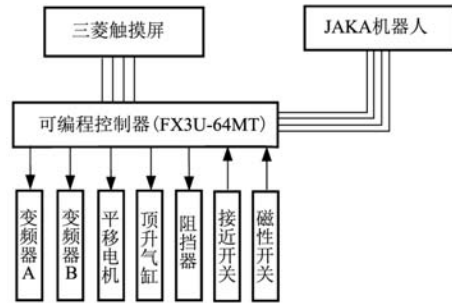 三菱触摸屏
JAKA机器人
可编程控制器(FX3U-64MT)
变频器A
变频器B
平移电机
顶升气缸
阻挡器
接近开关
磁性开关